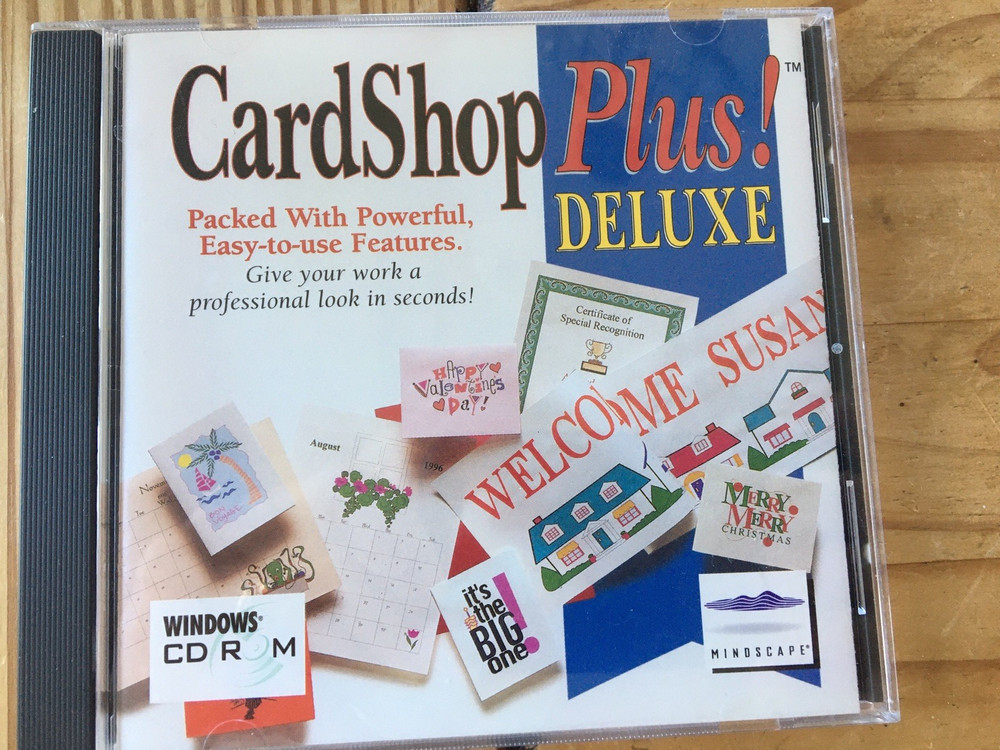 CardShop Plus!™
DELUXE
Packed With Powerful,
Easy-to-use Features.
Give your work a
professional look in seconds!
Certificate of
Special Recognition
WELCOME SUSAN
HAPPY
Valentine's
DAY!
August
1996
MERRY
MERRY
CHRISTMAS
it's
the
BIG
one!
WINDOWS®
CD ROM
MINDSCAPE®